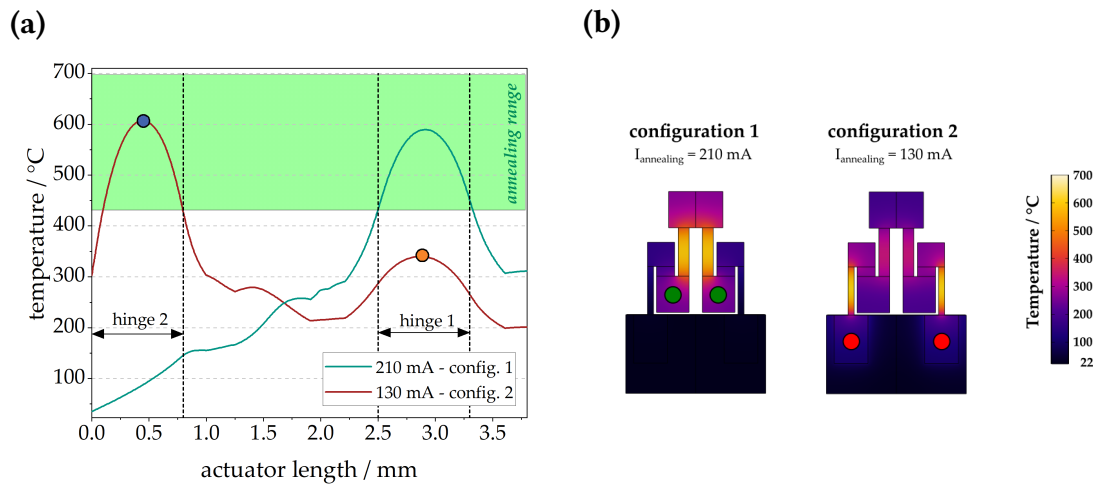 (a)
700
600
500
400
300
200
100
temperature / °C
annealing range
hinge 2
hinge 1
210 mA - config. 1
130 mA - config. 2
0.0 0.5 1.0 1.5 2.0 2.5 3.0 3.5
actuator length / mm
(b)
configuration 1
I annealing = 210 mA
configuration 2
I annealing = 130 mA
Temperature / °C
700
600
500
400
300
200
100
22